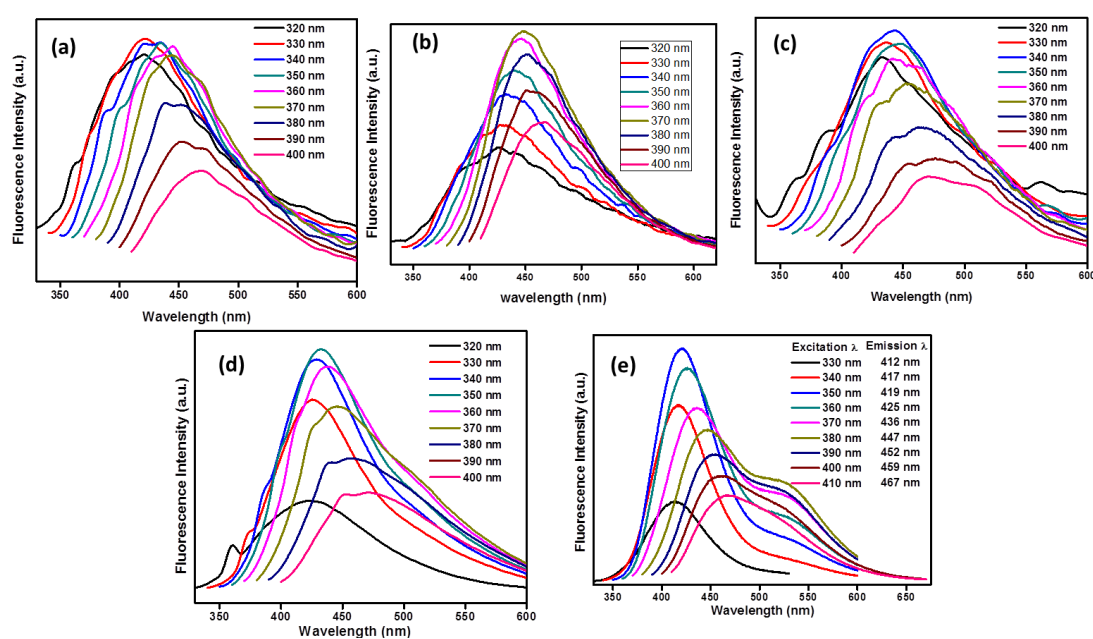 (a)
320 nm
330 nm
340 nm
350 nm
360 nm
370 nm
380 nm
390 nm
400 nm
Fluorescence Intensity (a.u.)
350 400 450 500 550 600
Wavelength (nm)
(b)
320 nm
330 nm
340 nm
350 nm
360 nm
370 nm
380 nm
390 nm
400 nm
Fluorescence Intensity (a.u.)
350 400 450 500 550 600
wavelength (nm)
(c)
320 nm
330 nm
340 nm
350 nm
360 nm
370 nm
380 nm
390 nm
400 nm
Fluorescence Intensity (a.u.)
350 400 450 500 550 600
Wavelength (nm)
(d)
320 nm
330 nm
340 nm
350 nm
360 nm
370 nm
380 nm
390 nm
400 nm
Fluorescence Intensity (a.u.)
350 400 450 500 550 600
Wavelength (nm)
(e)
Excitation λ Emission λ
330 nm 412 nm
340 nm 417 nm
350 nm 419 nm
360 nm 425 nm
370 nm 436 nm
380 nm 447 nm
390 nm 452 nm
400 nm 459 nm
410 nm 467 nm
Fluorescence Intensity (a.u.)
350 400 450 500 550 600 650
Wavelength (nm)